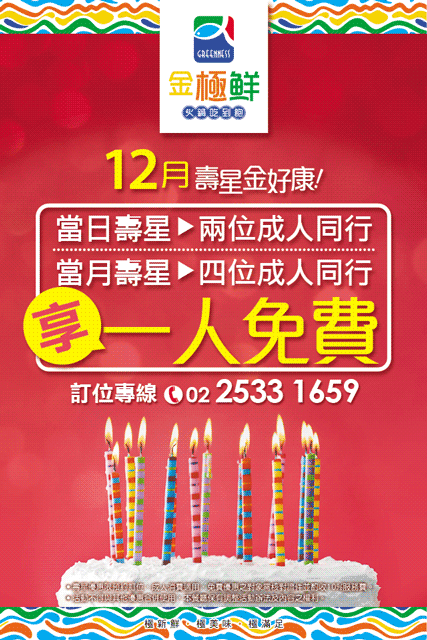 GREENNESS
金極鮮
火鍋吃到飽
12月壽星金好康!
當日壽星▶兩位成人同行
當月壽星▶四位成人同行
享一人免費
訂位專線 02 2533 1659
極新鮮·極美味·極滿足